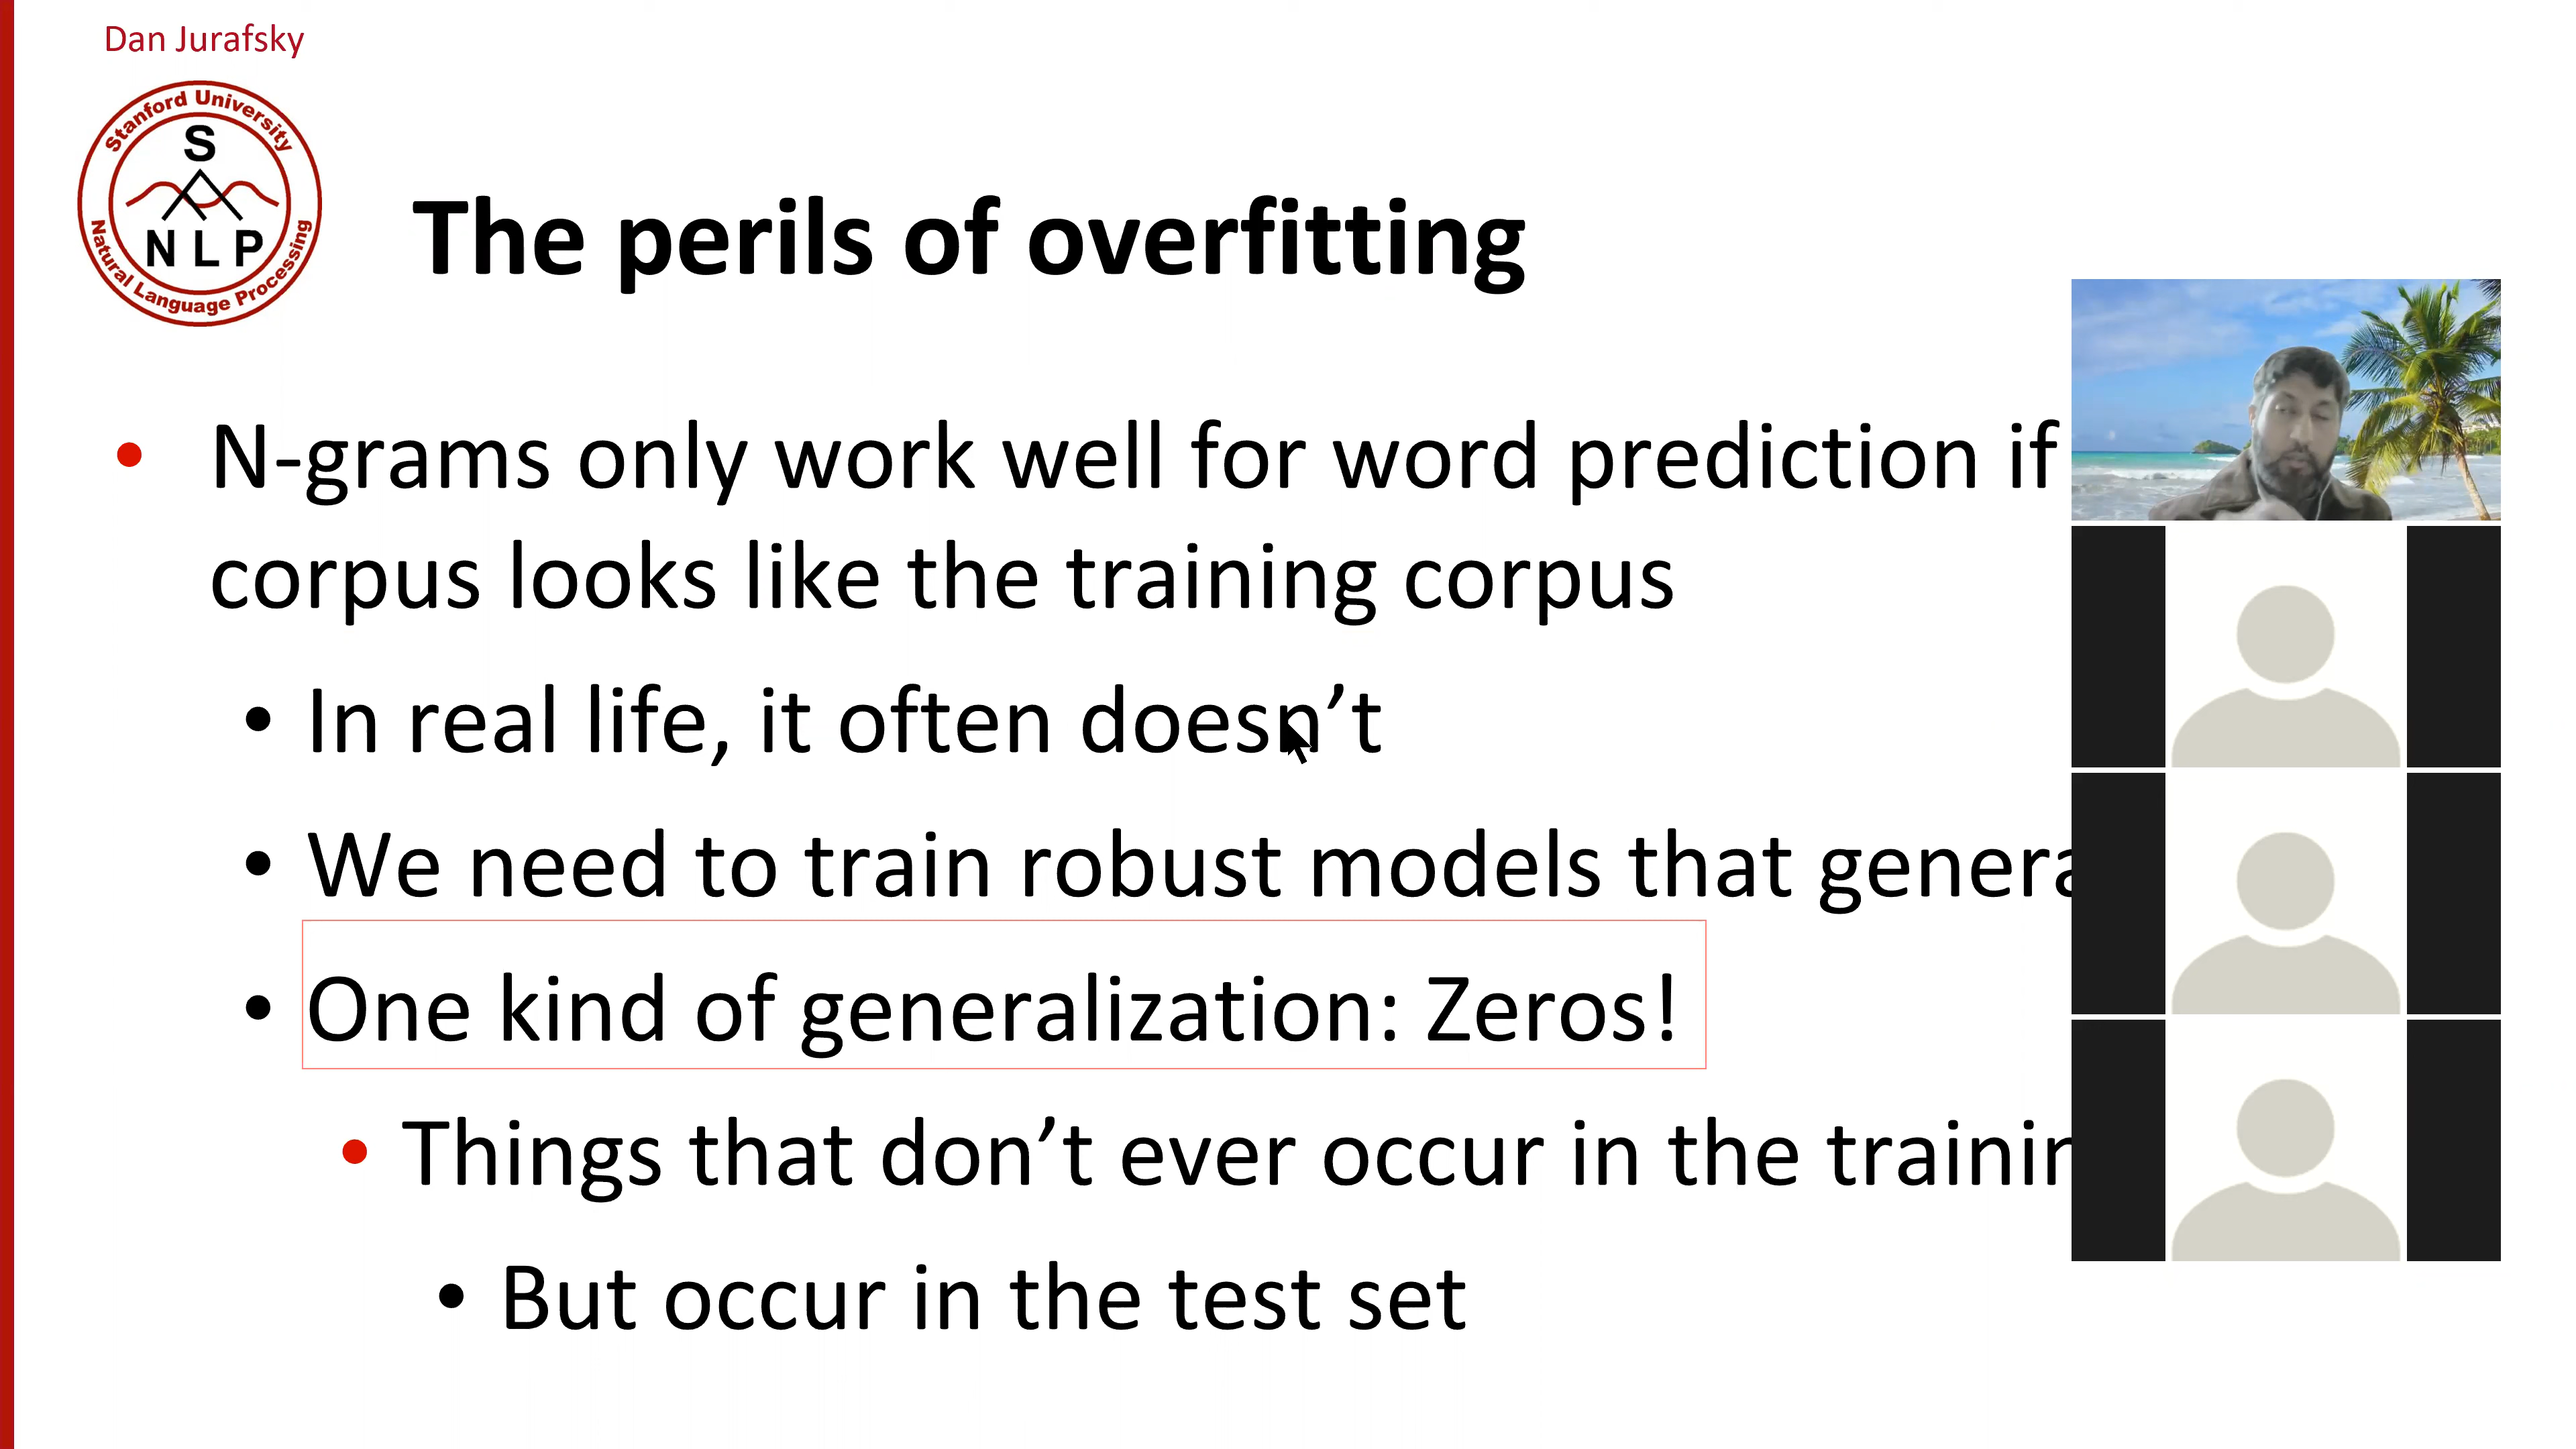 Dan Jurafsky
Stanford University
S
NLP
Natural Language Processing
The perils of overfitting
• N-grams only work well for word prediction if
corpus looks like the training corpus
• In real life, it often doesn’t
• We need to train robust models that
• One kind of generalization: Zeros!
• Things that don’t ever occur in the
• But occur in the test set